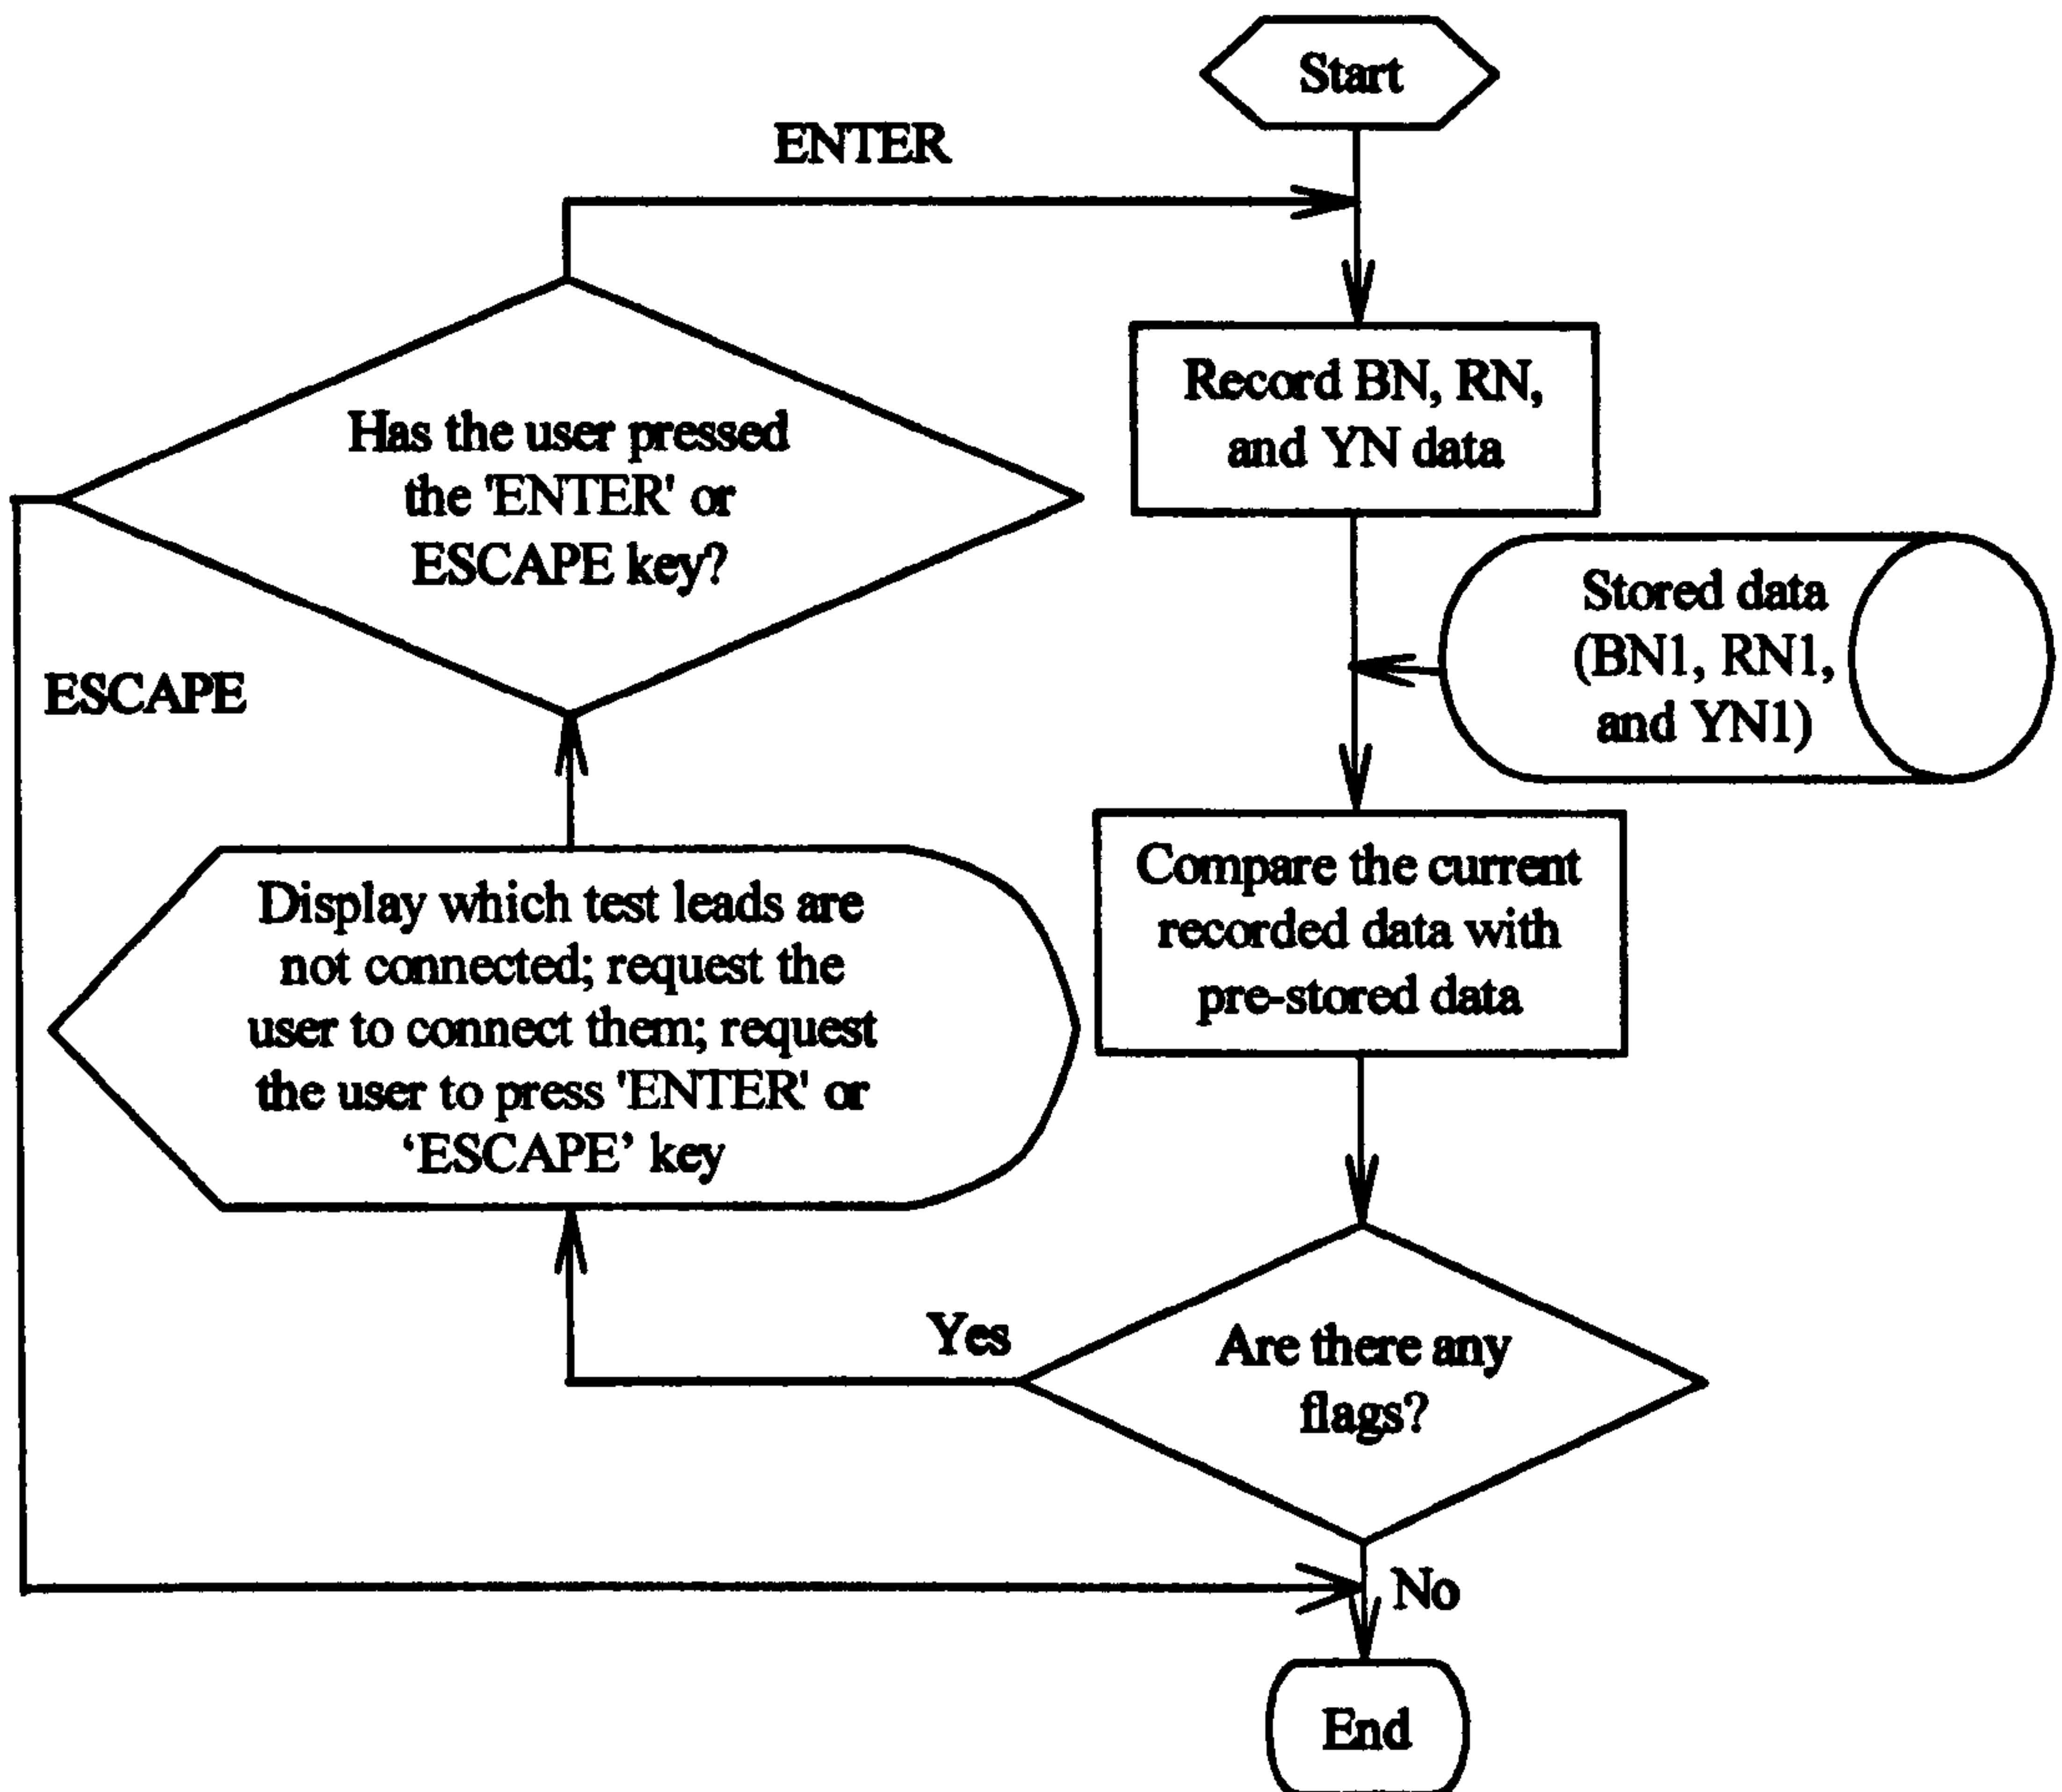 Start
ENTER
Record BN, RN,
and YN data
Has the user pressed
the 'ENTER' or
ESCAPE key?
Stored data
(BN1, RN1,
and YN1)
ESCAPE
Compare the current
recorded data with
pre-stored data
Display which test leads are
not connected; request the
user to connect them; request
the user to press 'ENTER' or
‘ESCAPE’ key
Yes
Are there any
flags?
No
End